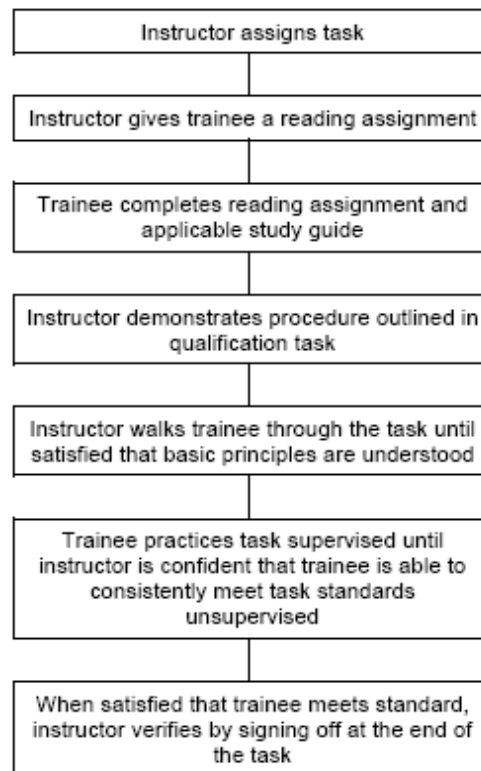 Instructor assigns task
Instructor gives trainee a reading assignment
Trainee completes reading assignment and
applicable study guide
Instructor demonstrates procedure outlined in
qualification task
Instructor walks trainee through the task until
satisfied that basic principles are understood
Trainee practices task supervised until
instructor is confident that trainee is able to
consistently meet task standards
unsupervised
When satisfied that trainee meets standard,
instructor verifies by signing off at the end of
the task